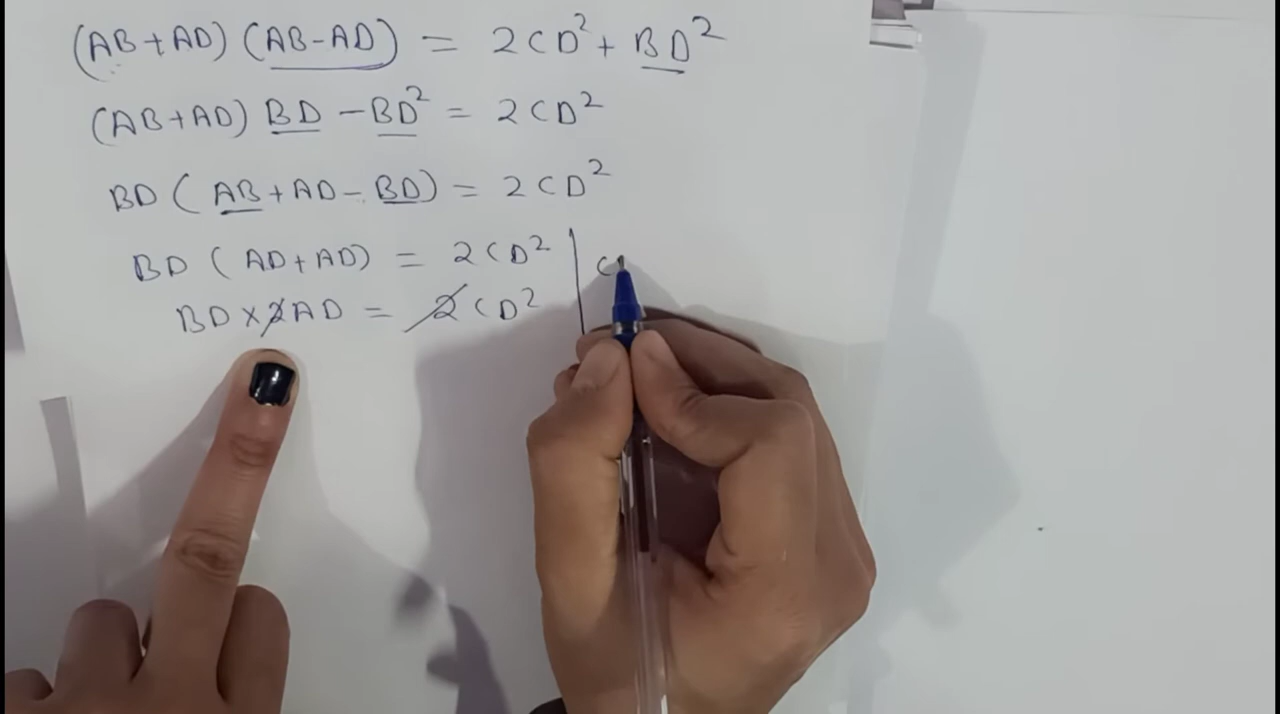 (AB+AD) (AB-AD) = 2CD²+ BD²
(AB+AD) BD - BD² = 2CD²
BD (AB+AD-BD) = 2CD²
BD (AD+AD) = 2CD²
BD×2AD = 2CD²